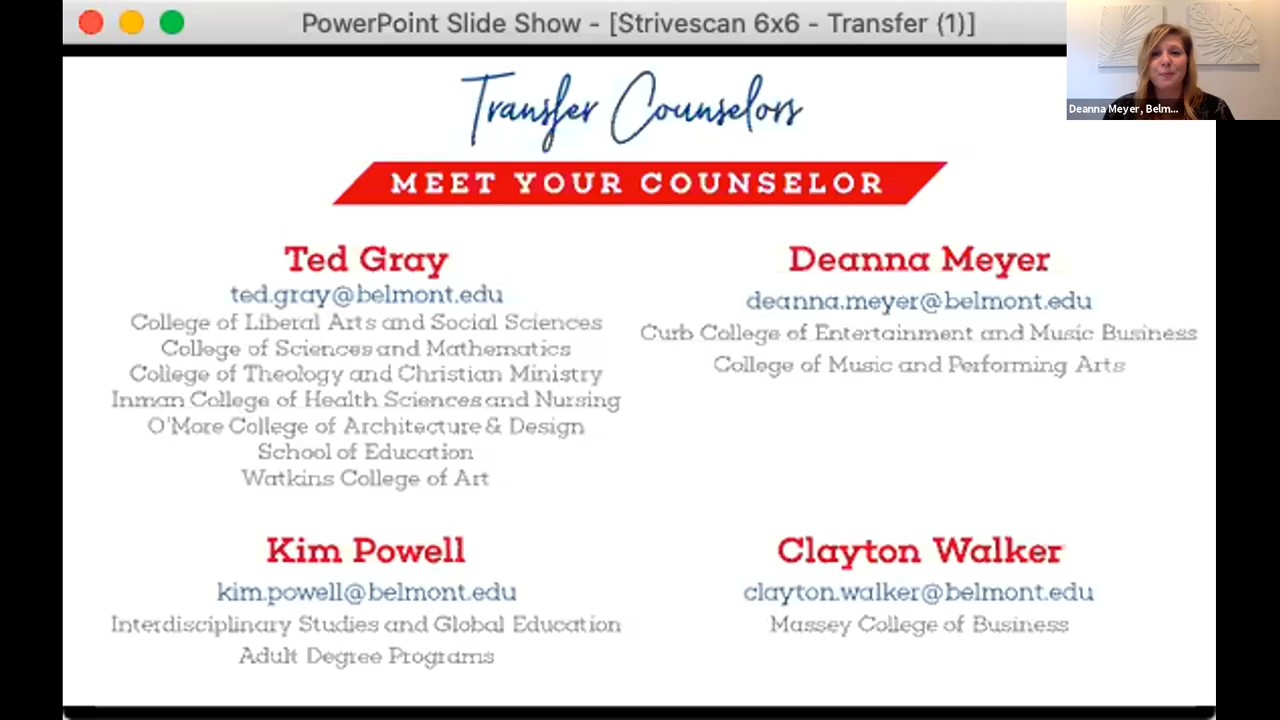 PowerPoint Slide Show - [Strivescan 6x6 - Transfer (1)]
Deanna Meyer, Belm...
Transfer Counselors
MEET YOUR COUNSELOR
Ted Gray
ted.gray@belmont.edu
College of Liberal Arts and Social Sciences
College of Sciences and Mathematics
College of Theology and Christian Ministry
Inman College of Health Sciences and Nursing
O'More College of Architecture & Design
School of Education
Watkins College of Art
Deanna Meyer
deanna.meyer@belmont.edu
Curb College of Entertainment and Music Business
College of Music and Performing Arts
Kim Powell
kim.powell@belmont.edu
Interdisciplinary Studies and Global Education
Adult Degree Programs
Clayton Walker
clayton.walker@belmont.edu
Massey College of Business